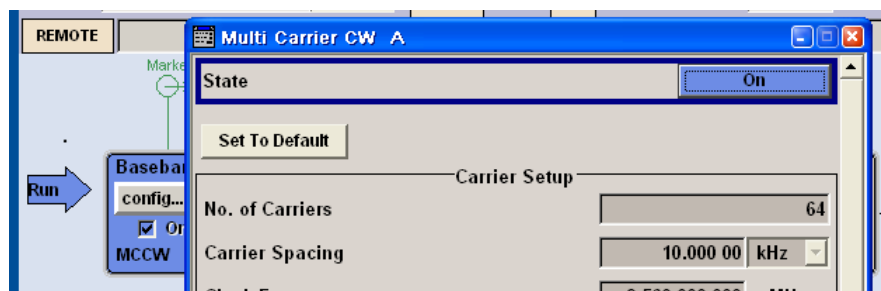 REMOTE
Multi Carrier CW A
State On
Set To Default
Run
Baseba
config...
MCCW
Carrier Setup
No. of Carriers 64
Carrier Spacing 10.000 00 kHz